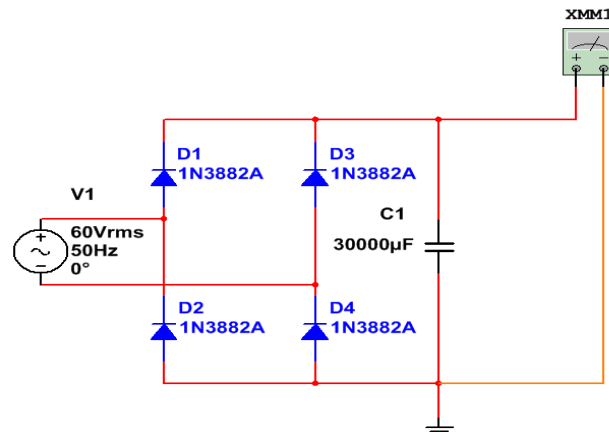 XMM1
+ −
D1
1N3882A
D3
1N3882A
V1
+
−
60Vrms
50Hz
0°
C1
30000µF
D2
1N3882A
D4
1N3882A